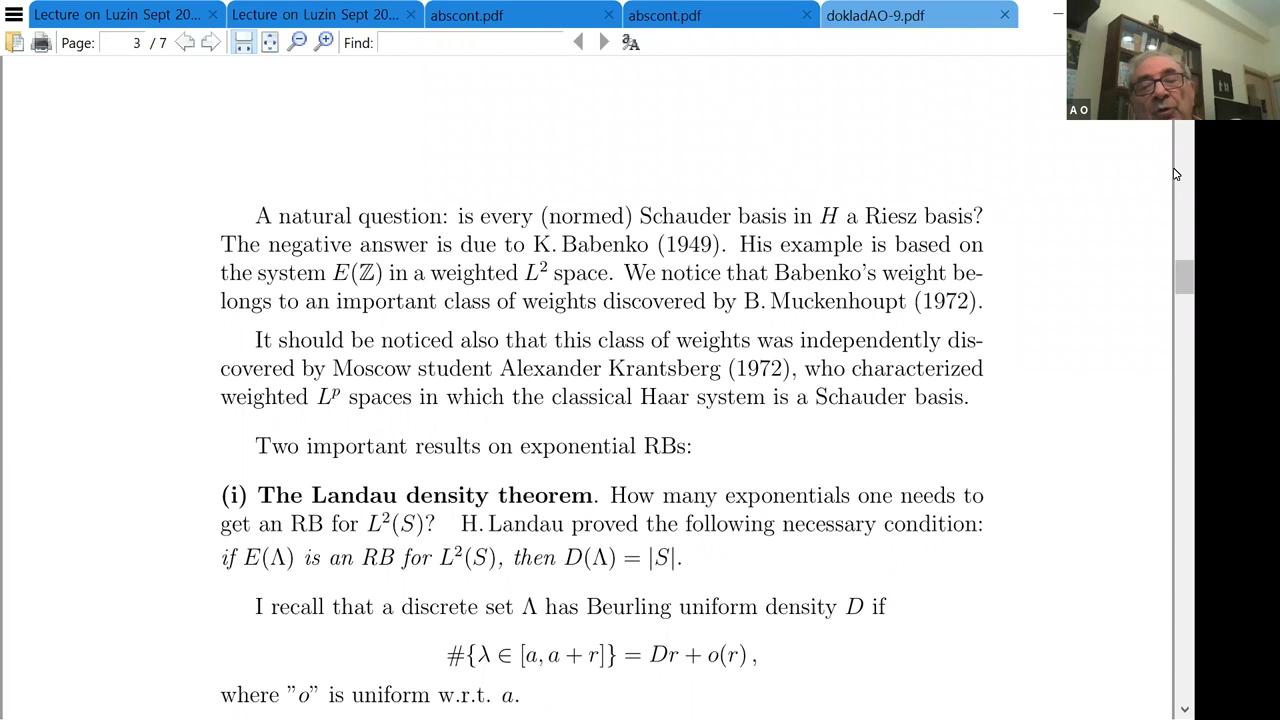 Lecture on Luzin Sept 20... Lecture on Luzin Sept 20... abscont.pdf abscont.pdf dokladAO-9.pdf
Page: 3 / 7 Find:
A O
A natural question: is every (normed) Schauder basis in H a Riesz basis?
The negative answer is due to K. Babenko (1949). His example is based on
the system E(ℤ) in a weighted L² space. We notice that Babenko's weight be-
longs to an important class of weights discovered by B. Muckenhoupt (1972).
It should be noticed also that this class of weights was independently dis-
covered by Moscow student Alexander Krantsberg (1972), who characterized
weighted Lᵖ spaces in which the classical Haar system is a Schauder basis.
Two important results on exponential RBs:
(i) The Landau density theorem. How many exponentials one needs to
get an RB for L²(S)? H. Landau proved the following necessary condition:
if E(Λ) is an RB for L²(S), then D(Λ) = |S|.
I recall that a discrete set Λ has Beurling uniform density D if
#{λ ∈ [a, a + r]} = Dr + o(r) ,
where "o" is uniform w.r.t. a.